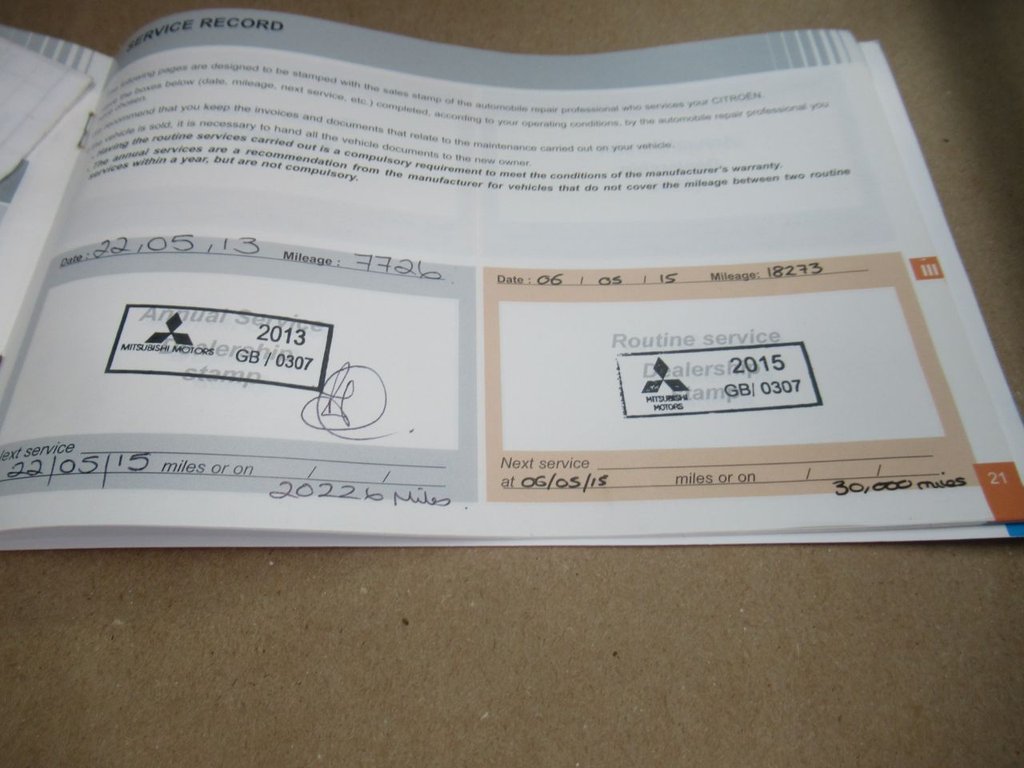 SERVICE RECORD
following pages are designed to be stamped with the sales stamp of the automobile repair professional who services your CITROËN.
the boxes below (date, mileage, next service, etc.) completed, according to your operating conditions, by the automobile repair professional you
chosen.
recommend that you keep the invoices and documents that relate to the maintenance carried out on your vehicle.
vehicle is sold, it is necessary to hand all the vehicle documents to the new owner.
- Having the routine services carried out is a compulsory requirement to meet the conditions of the manufacturer's warranty.
- The annual services are a recommendation from the manufacturer for vehicles that do not cover the mileage between two routine
services within a year, but are not compulsory.
Date : 22,05,13 Mileage : 7726
Annual Service
Dealership
stamp
MITSUBISHI MOTORS
2013
GB / 0307
Next service
22/05/15 miles or on / /
20226 Miles.
Date : 06 / 05 / 15 Mileage: 18273
Routine service
Dealership
stamp
MITSUBISHI
MOTORS
2015
GB/ 0307
Next service
at 06/05/15 miles or on / /
30,000 miles
III
21